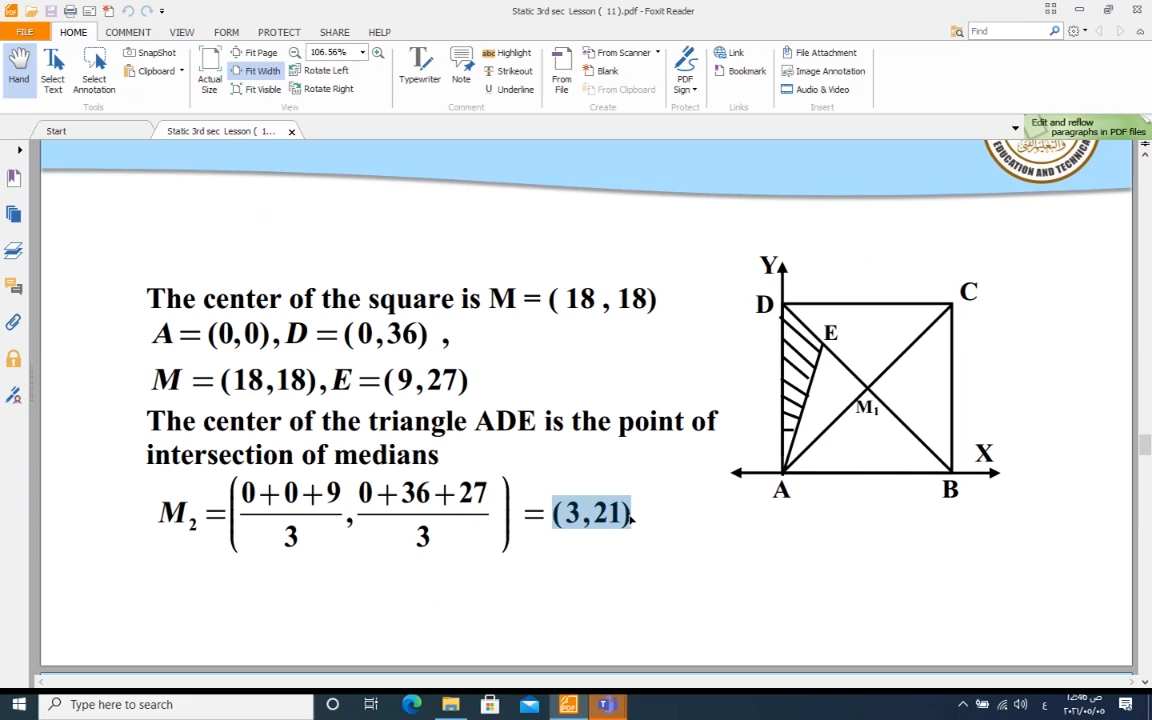 Static 3rd sec Lesson ( 11).pdf - Foxit Reader
FILE HOME COMMENT VIEW FORM PROTECT SHARE HELP
Find
Hand
Select Text
Select Annotation
SnapShot
Clipboard
Tools
Actual Size
Fit Page
Fit Width
Fit Visible
106.56%
Rotate Left
Rotate Right
View
Typewriter
Note
Highlight
Strikeout
Underline
Comment
From File
From Scanner
Blank
From Clipboard
Create
PDF Sign
Protect
Link
Bookmark
Links
File Attachment
Image Annotation
Audio & Video
Insert
Start
Static 3rd sec Lesson ( 1...
Edit and reflow
paragraphs in PDF files
EDUCATION AND TECHNICAL
The center of the square is M = ( 18 , 18)
A = (0,0), D = (0,36) ,
M = (18,18), E = (9,27)
The center of the triangle ADE is the point of
intersection of medians
M₂ = ( (0+0+9)/3 , (0+36+27)/3 ) = (3,21)
Y
D
C
E
M₁
X
A
B
Type here to search
ع
12:46 ص
٢٠٢١/٠٥/٠٥